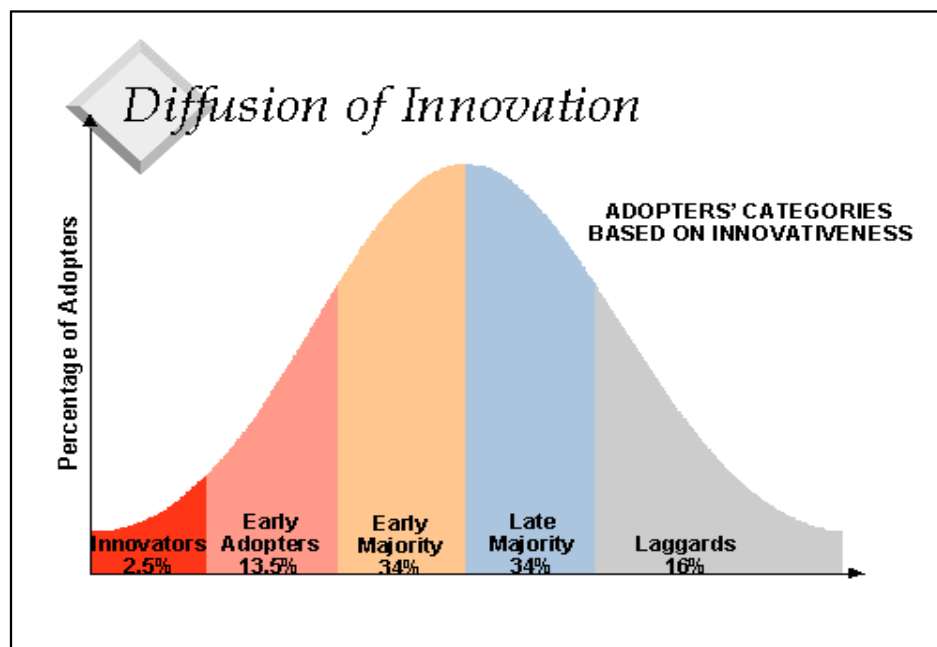 Diffusion of Innovation
ADOPTERS' CATEGORIES
BASED ON INNOVATIVENESS
Percentage of Adopters
Innovators
2.5%
Early
Adopters
13.5%
Early
Majority
34%
Late
Majority
34%
Laggards
16%